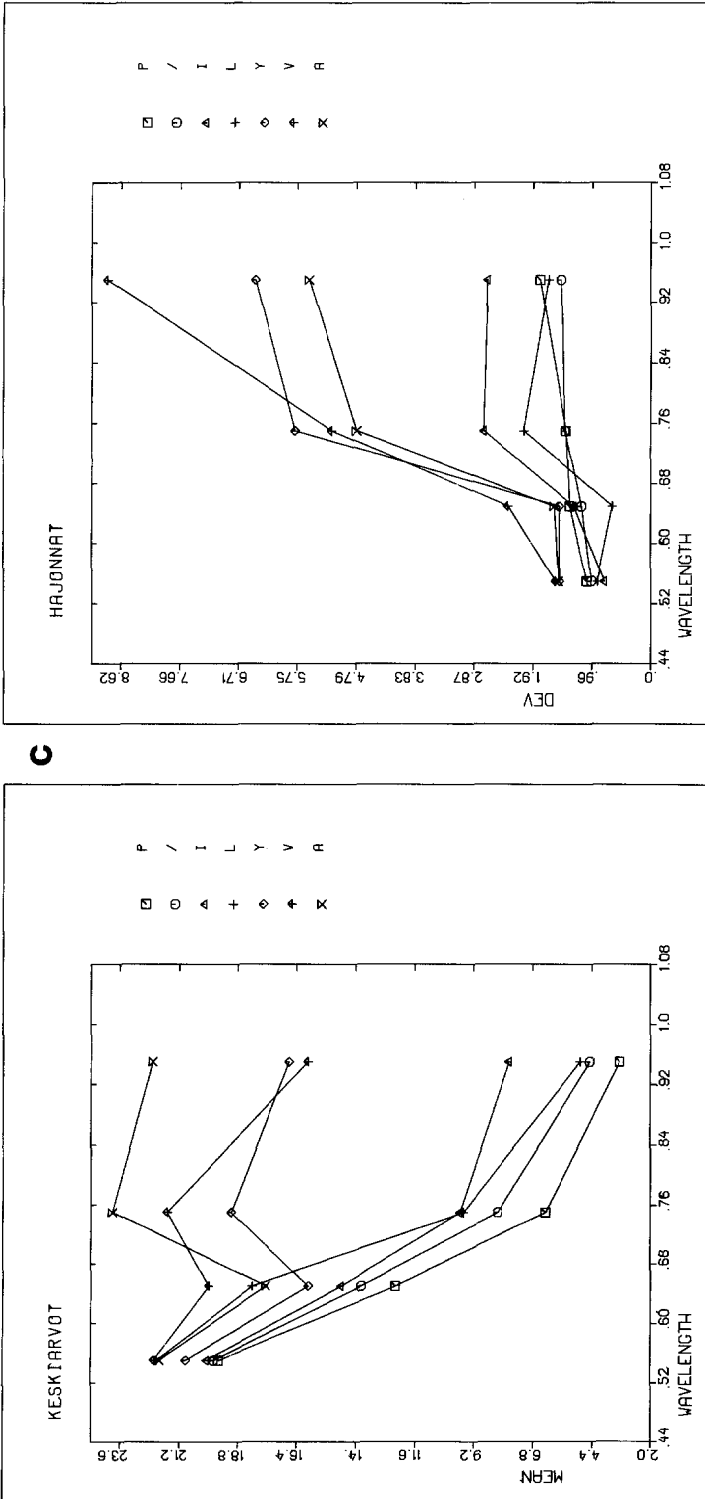 KESKIARVOT
MEAN
23.6
21.2
18.8
16.4
14
11.6
9.2
6.8
4.4
2.0
.44
.52
.60
.68
.76
.84
.92
1.0
1.08
WAVELENGTH
P
/
I
L
Y
V
A
C
HAJONNAT
DEV
8.62
7.66
6.71
5.75
4.79
3.83
2.87
1.92
.96
.0
.44
.52
.60
.68
.76
.84
.92
1.0
1.08
WAVELENGTH
P
/
I
L
Y
V
A